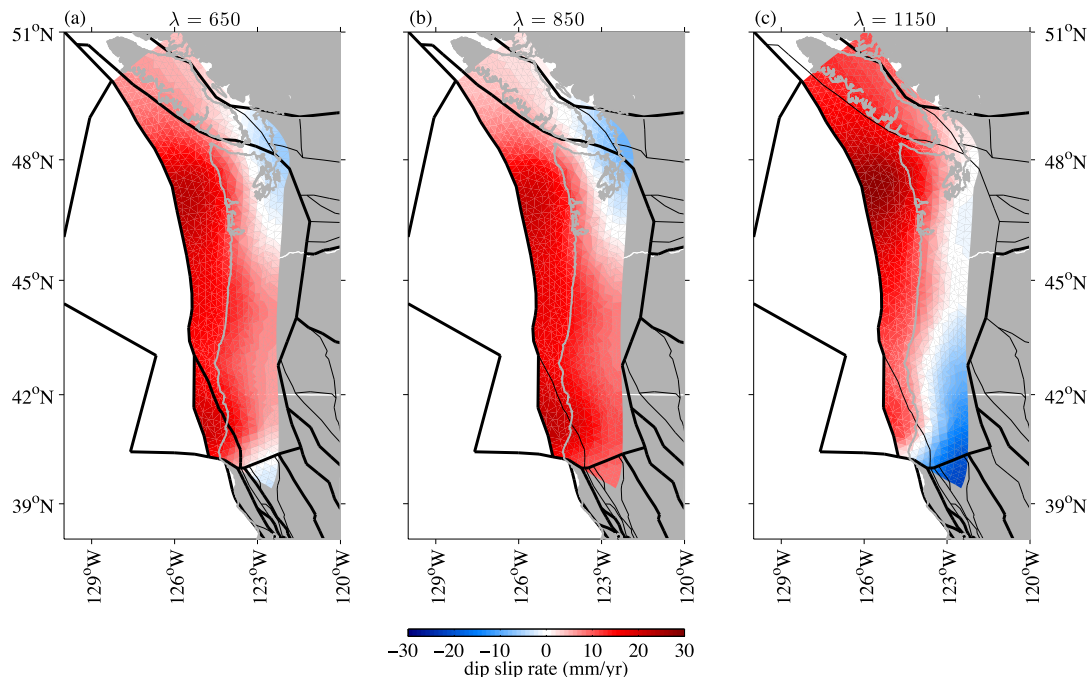 (a) λ = 650
(b) λ = 850
(c) λ = 1150
51°N 51°N
48°N 48°N
45°N 45°N
42°N 42°N
39°N 39°N
129°W 126°W 123°W 120°W
129°W 126°W 123°W 120°W
129°W 126°W 123°W 120°W
−30 −20 −10 0 10 20 30
dip slip rate (mm/yr)